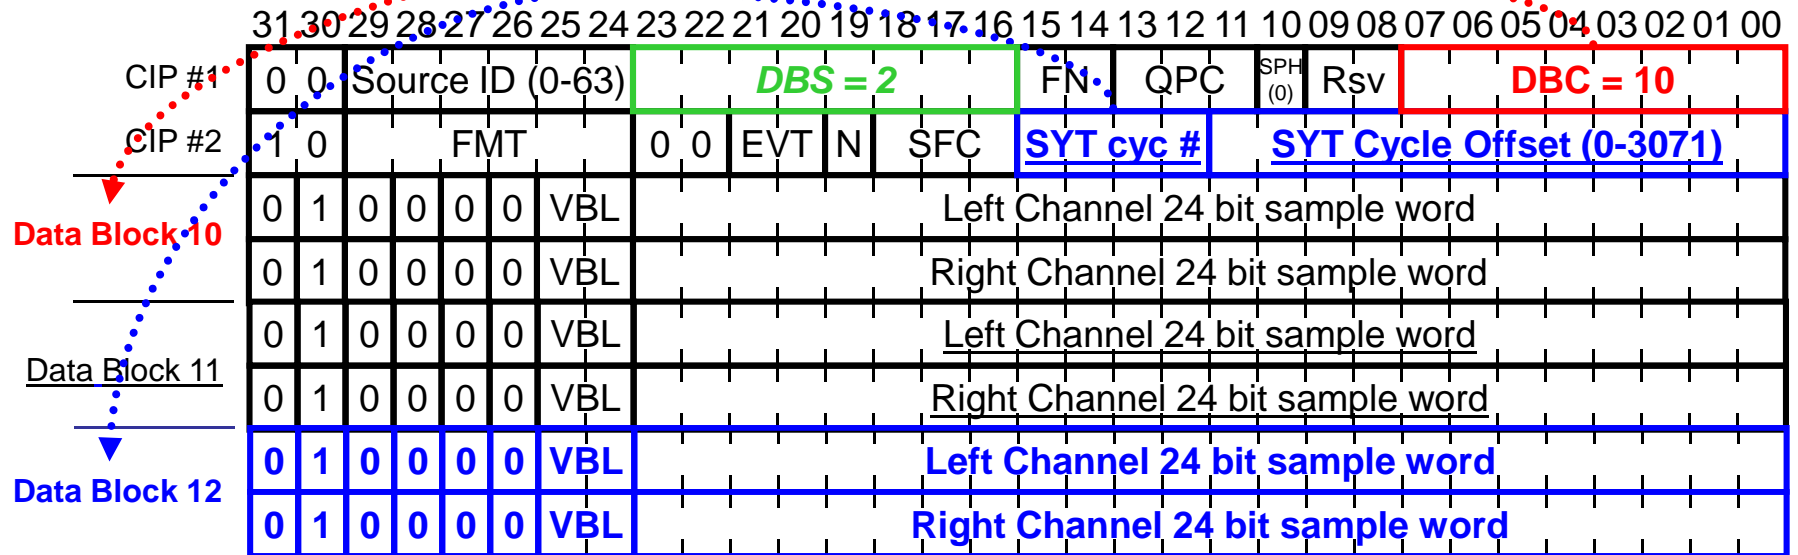 31 30 29 28 27 26 25 24 23 22 21 20 19 18 17 16 15 14 13 12 11 10 09 08 07 06 05 04 03 02 01 00
CIP #1 0 0 Source ID (0-63) DBS = 2 FN QPC SPH (0) Rsv DBC = 10
CIP #2 1 0 FMT 0 0 EVT N SFC SYT cyc # SYT Cycle Offset (0-3071)
0 1 0 0 0 0 VBL Left Channel 24 bit sample word
Data Block 10
0 1 0 0 0 0 VBL Right Channel 24 bit sample word
0 1 0 0 0 0 VBL Left Channel 24 bit sample word
Data Block 11
0 1 0 0 0 0 VBL Right Channel 24 bit sample word
0 1 0 0 0 0 VBL Left Channel 24 bit sample word
Data Block 12
0 1 0 0 0 0 VBL Right Channel 24 bit sample word